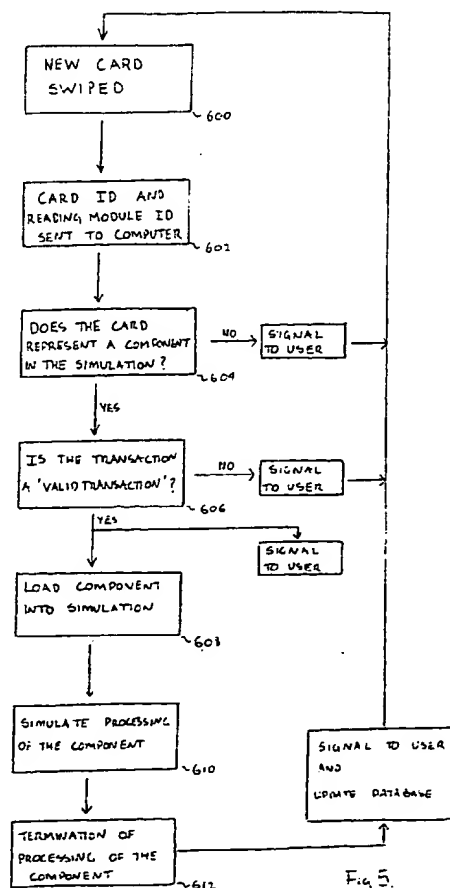 NEW CARD
SWIPED
600
CARD ID AND
READING MODULE ID
SENT TO COMPUTER
602
DOES THE CARD
REPRESENT A COMPONENT
IN THE SIMULATION?
604
NO
SIGNAL
TO USER
YES
IS THE TRANSACTION
A 'VALID TRANSACTION'?
606
NO
SIGNAL
TO USER
YES
SIGNAL
TO USER
LOAD COMPONENT
INTO SIMULATION
608
SIMULATE PROCESSING
OF THE COMPONENT
610
SIGNAL TO USER
AND
UPDATE DATABASE
TERMINATION OF
PROCESSING OF THE
COMPONENT
612
Fig 5.